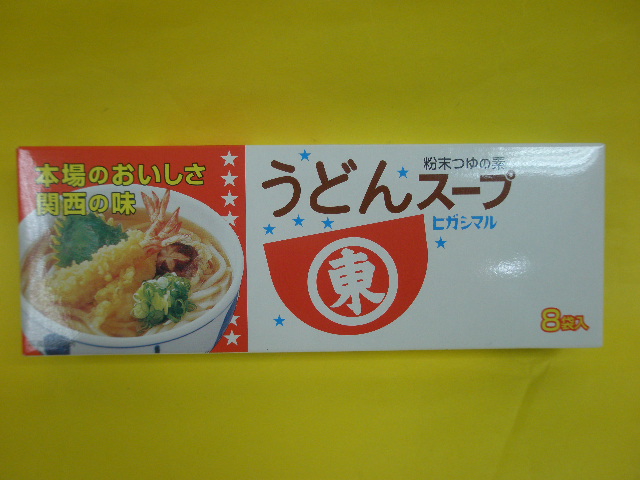 本場のおいしさ
関西の味
粉末つゆの素
うどんスープ
ヒガシマル
東
8袋入